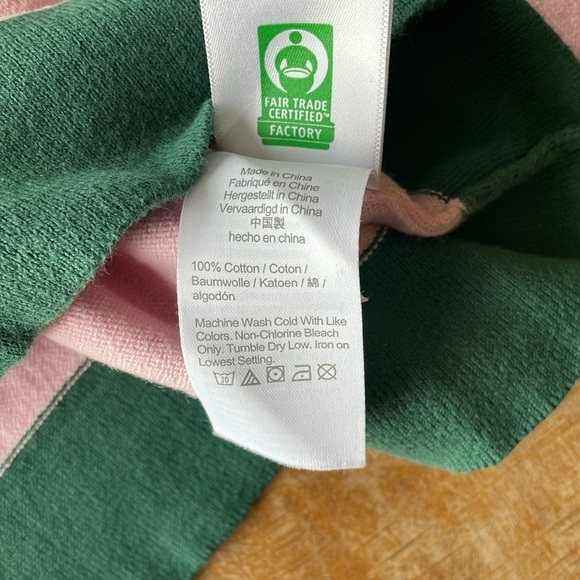 FAIR TRADE
CERTIFIED™
FACTORY
Made in China
Fabriqué en Chine
Hergestellt in China
Vervaardigd in China
中国製
hecho en china
100% Cotton / Coton /
Baumwolle / Katoen / 綿 /
algodón
Machine Wash Cold With Like
Colors. Non-Chlorine Bleach
Only. Tumble Dry Low. Iron on
Lowest Setting.
30